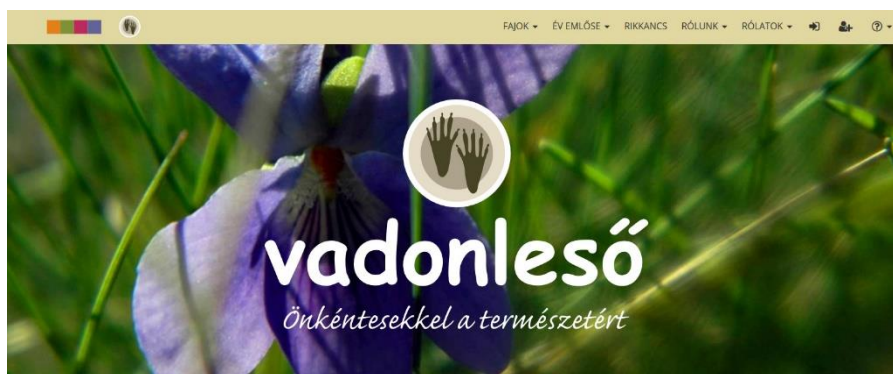 FAJOK ÉV EMLŐSE RIKKANCS RÓLUNK RÓLATOK
vadonleső
Önkéntesekkel a természetért